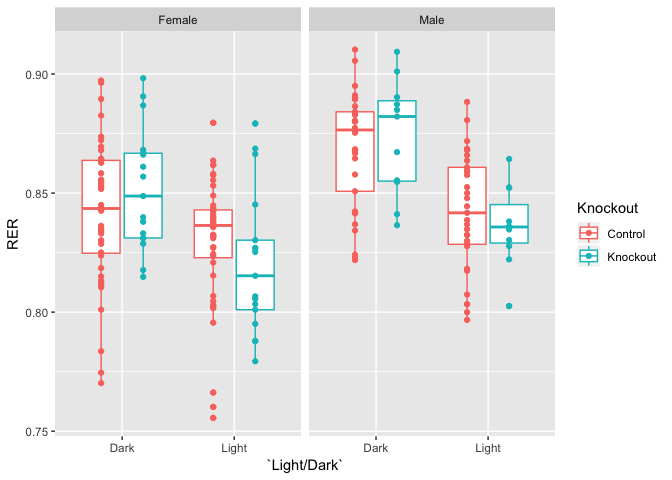 Female
Male
0.90
0.85
0.80
0.75
RER
Dark
Light
Dark
Light
`Light/Dark`
Knockout
Control
Knockout